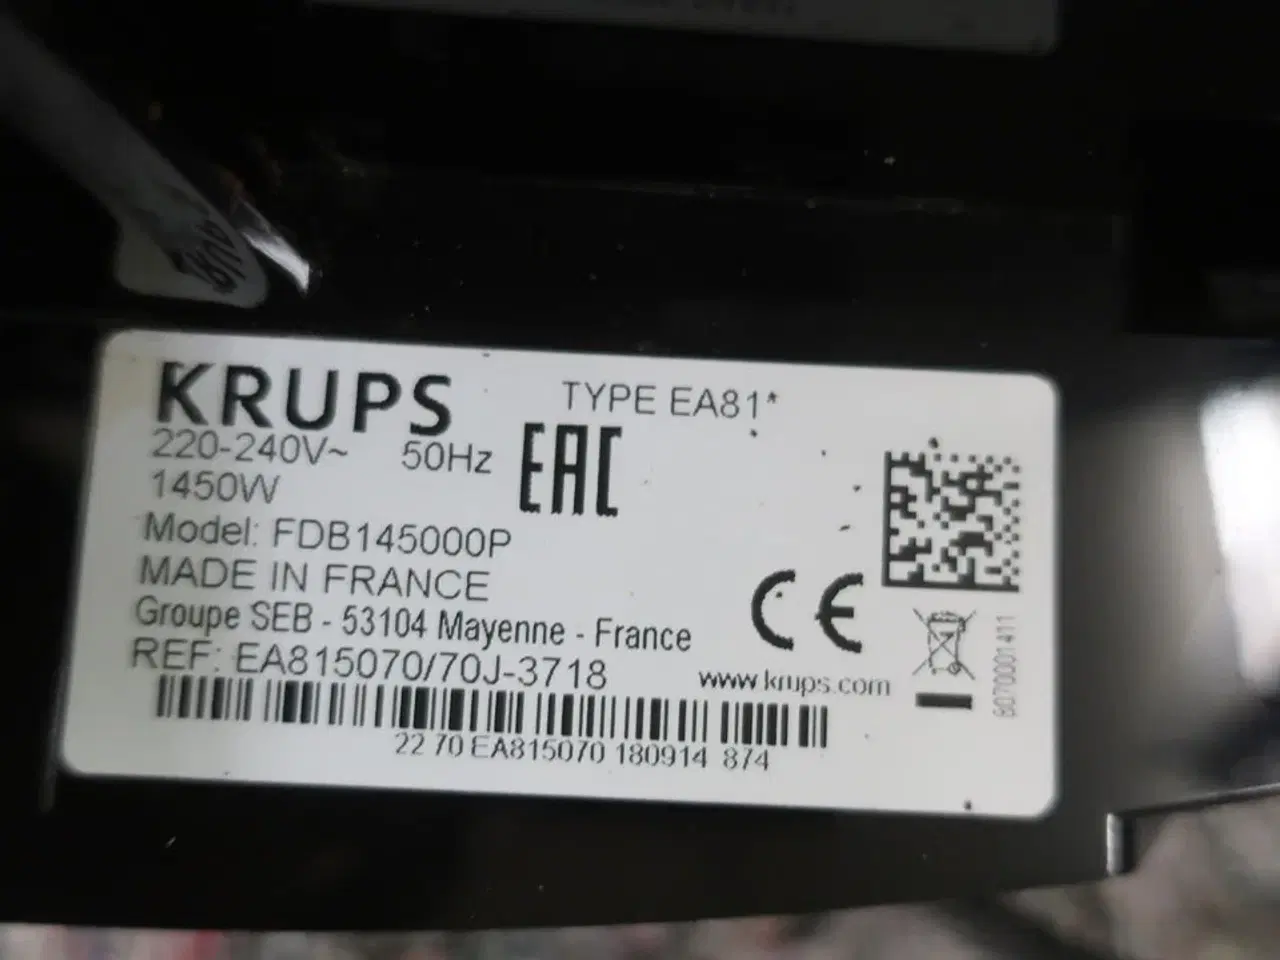 KRUPS
TYPE EA81*
220-240V~ 50Hz
EAC
1450W
Model: FDB145000P
MADE IN FRANCE
CE
Groupe SEB - 53104 Mayenne - France
REF: EA815070/70J-3718
www.krups.com
8070001411
22 70 EA815070 180914 874